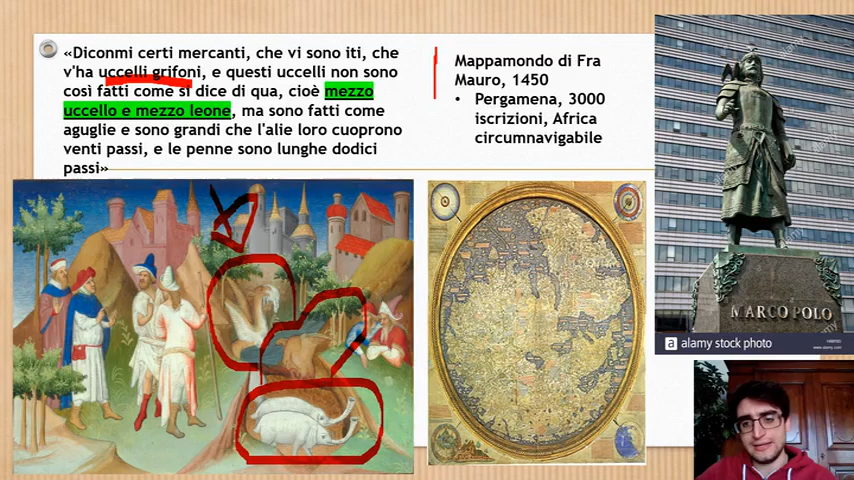 «Diconmi certi mercanti, che vi sono iti, che
v'ha uccelli grifoni, e questi uccelli non sono
così fatti come si dice di qua, cioè mezzo
uccello e mezzo leone, ma sono fatti come
aguglie e sono grandi che l'alie loro cuoprono
venti passi, e le penne sono lunghe dodici
passi»
Mappamondo di Fra
Mauro, 1450
• Pergamena, 3000
iscrizioni, Africa
circumnavigabile
MARCO POLO
a alamy stock photo
www.alamy.com